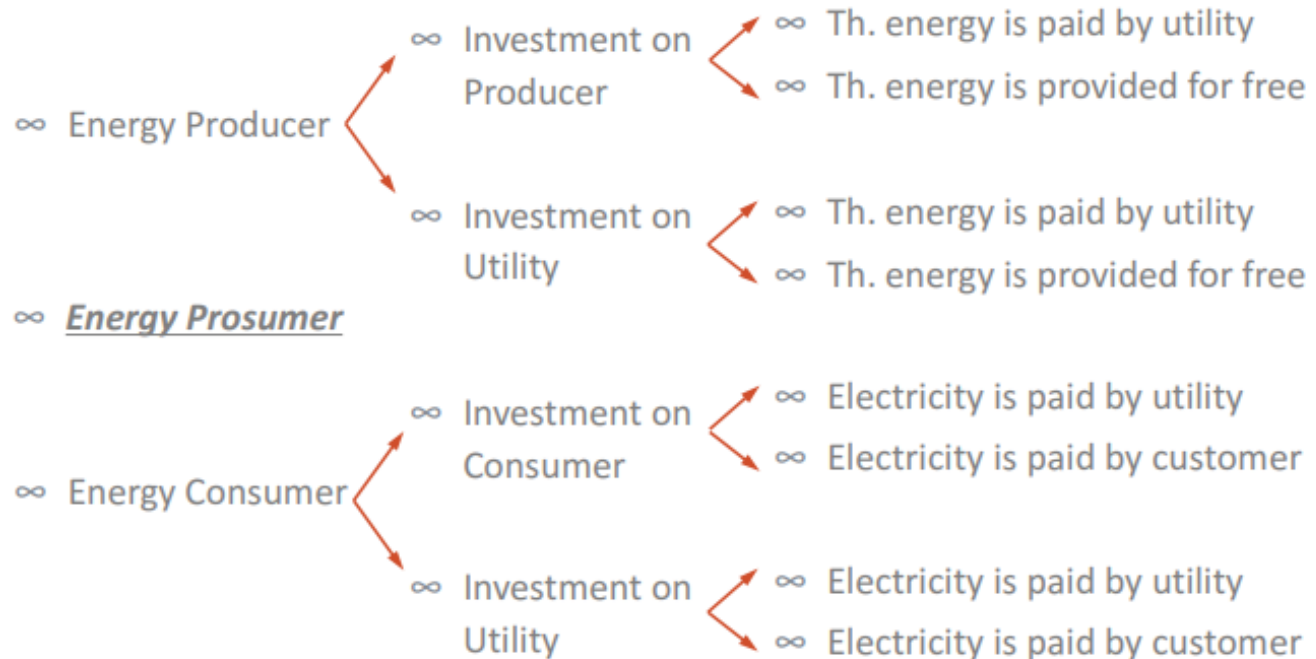 ∞ Energy Producer
∞ Investment on
Producer
∞ Th. energy is paid by utility
∞ Th. energy is provided for free
∞ Investment on
Utility
∞ Th. energy is paid by utility
∞ Th. energy is provided for free
∞ Energy Prosumer
∞ Energy Consumer
∞ Investment on
Consumer
∞ Electricity is paid by utility
∞ Electricity is paid by customer
∞ Investment on
Utility
∞ Electricity is paid by utility
∞ Electricity is paid by customer